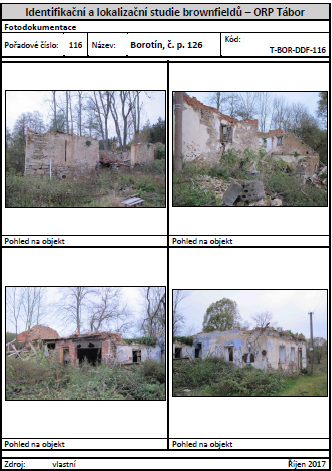 Identifikační a lokalizační studie brownfieldů – ORP Tábor
Fotodokumentace
Pořadové číslo: 116 Název: Borotín, č. p. 126 Kód: T-BOR-DDF-116
Pohled na objekt Pohled na objekt
Pohled na objekt Pohled na objekt
Zdroj: vlastní Říjen 2017